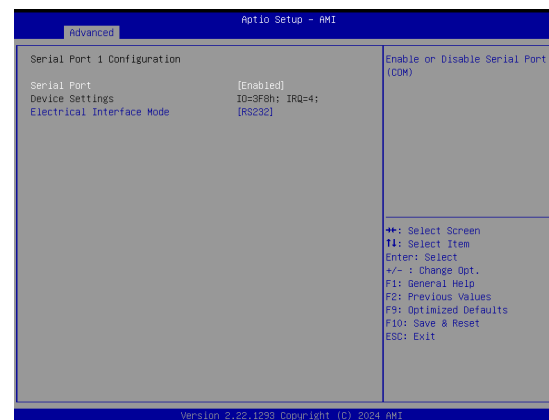 Aptio Setup - AMI
Advanced
Serial Port 1 Configuration
Serial Port [Enabled]
Device Settings IO=3F8h; IRQ=4;
Electrical Interface Mode [RS232]
Enable or Disable Serial Port
(COM)
→←: Select Screen
↑↓: Select Item
Enter: Select
+/- : Change Opt.
F1: General Help
F2: Previous Values
F9: Optimized Defaults
F10: Save & Reset
ESC: Exit
Version 2.22.1293 Copyright (C) 2024 AMI